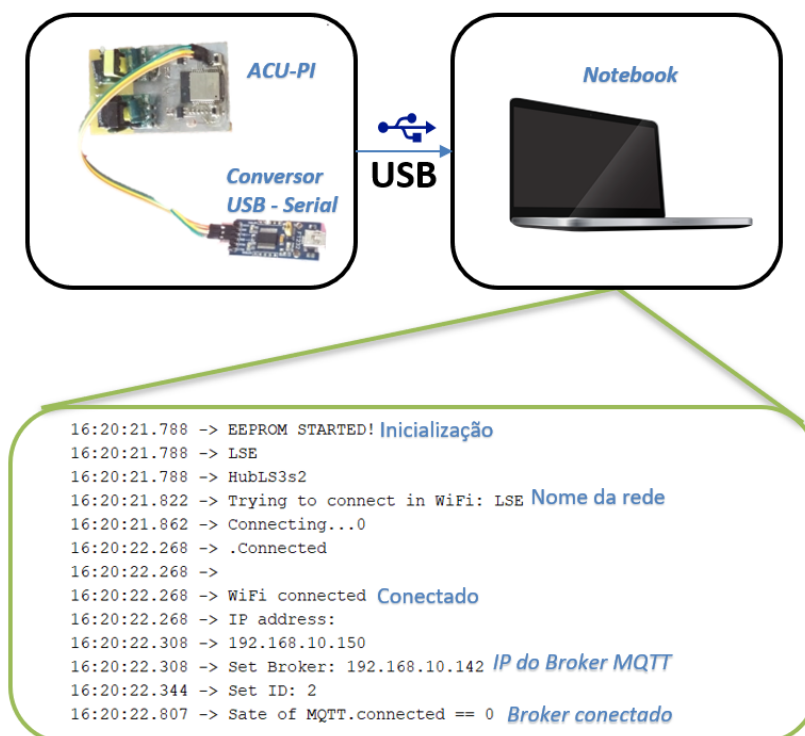 ACU-PI
Notebook
USB
Conversor
USB - Serial
16:20:21.788 -> EEPROM STARTED! Inicialização
16:20:21.788 -> LSE
16:20:21.788 -> HubLS3s2
16:20:21.822 -> Trying to connect in WiFi: LSE Nome da rede
16:20:21.862 -> Connecting...0
16:20:22.268 -> .Connected
16:20:22.268 ->
16:20:22.268 -> WiFi connected Conectado
16:20:22.268 -> IP address:
16:20:22.308 -> 192.168.10.150
16:20:22.308 -> Set Broker: 192.168.10.142 IP do Broker MQTT
16:20:22.344 -> Set ID: 2
16:20:22.807 -> Sate of MQTT.connected == 0 Broker conectado